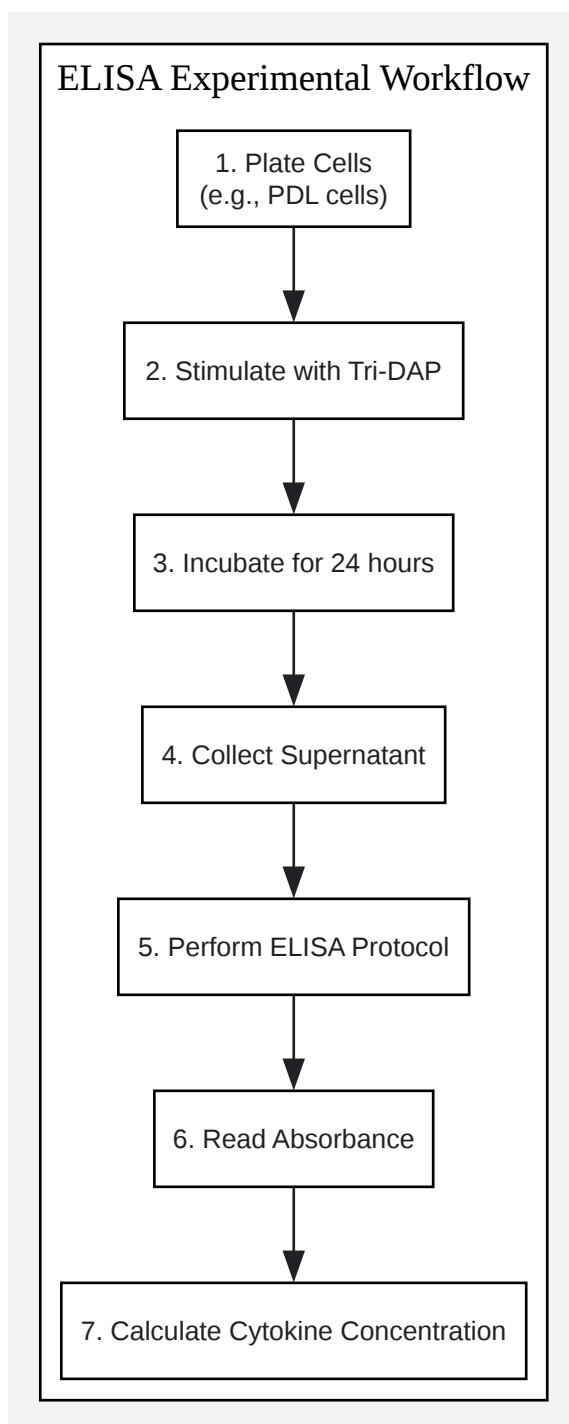 ELISA Experimental Workflow
1. Plate Cells
(e.g., PDL cells)
2. Stimulate with Tri-DAP
3. Incubate for 24 hours
4. Collect Supernatant
5. Perform ELISA Protocol
6. Read Absorbance
7. Calculate Cytokine Concentration